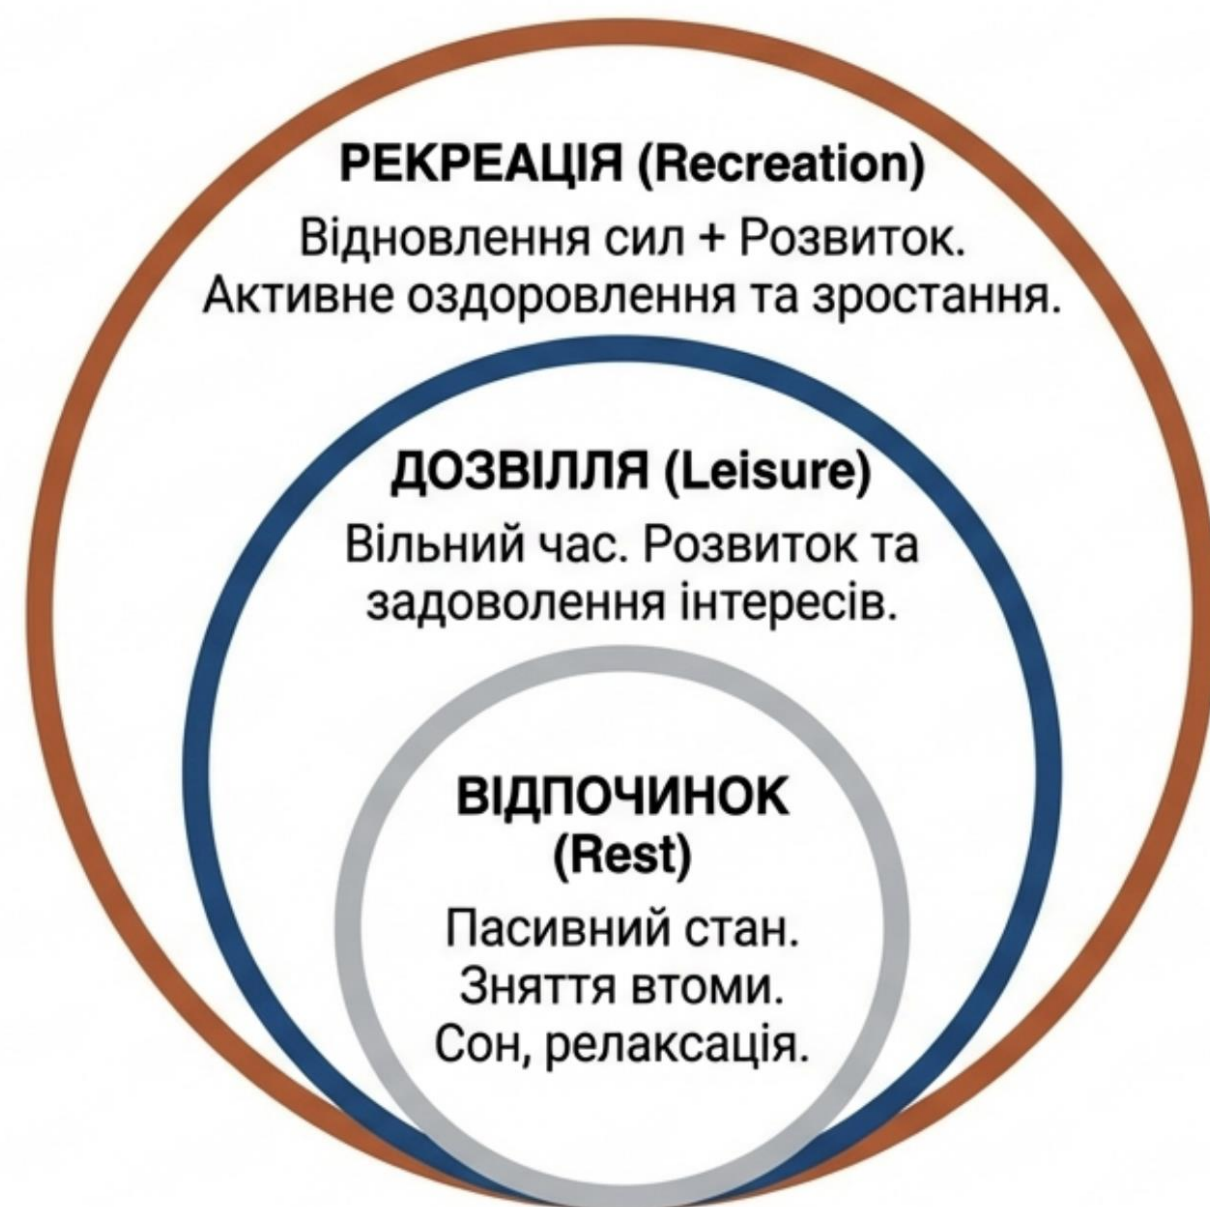 РЕКРЕАЦІЯ (Recreation)
Відновлення сил + Розвиток.
Активне оздоровлення та зростання.
ДОЗВІЛЛЯ (Leisure)
Вільний час. Розвиток та
задоволення інтересів.
ВІДПОЧИНОК
(Rest)
Пасивний стан.
Зняття втоми.
Сон, релаксація.